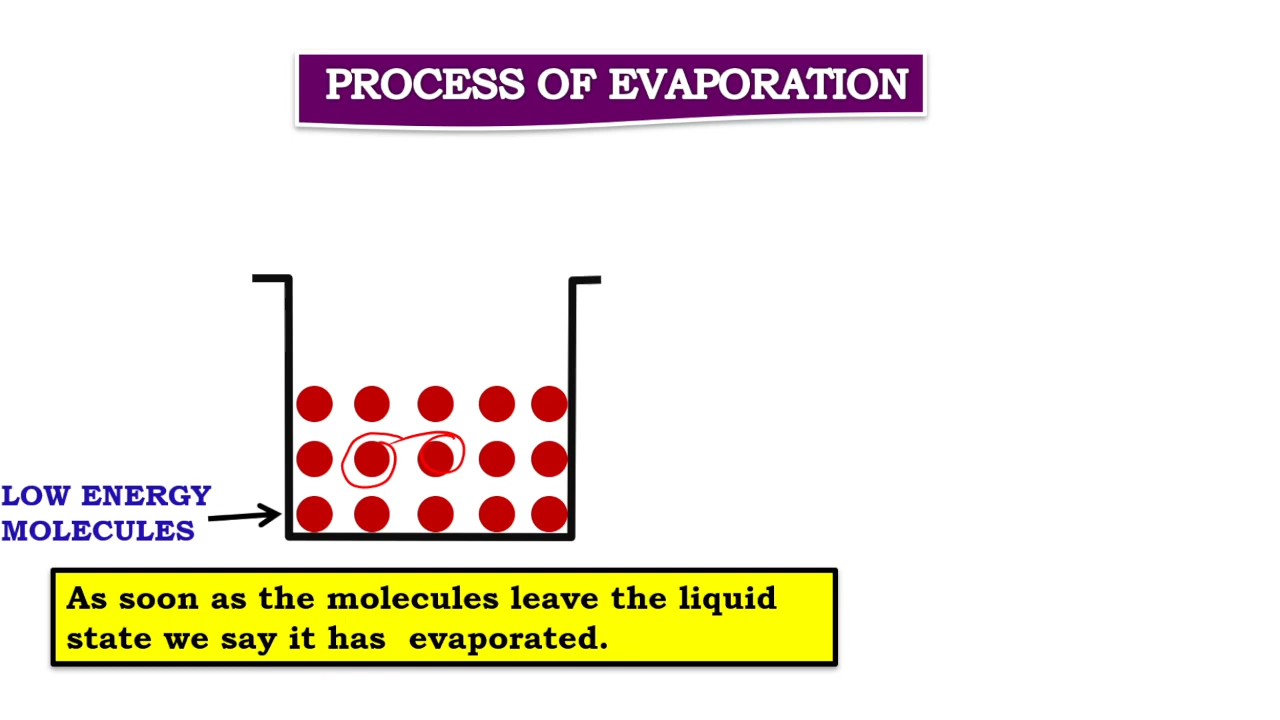 PROCESS OF EVAPORATION
LOW ENERGY
MOLECULES
As soon as the molecules leave the liquid
state we say it has evaporated.